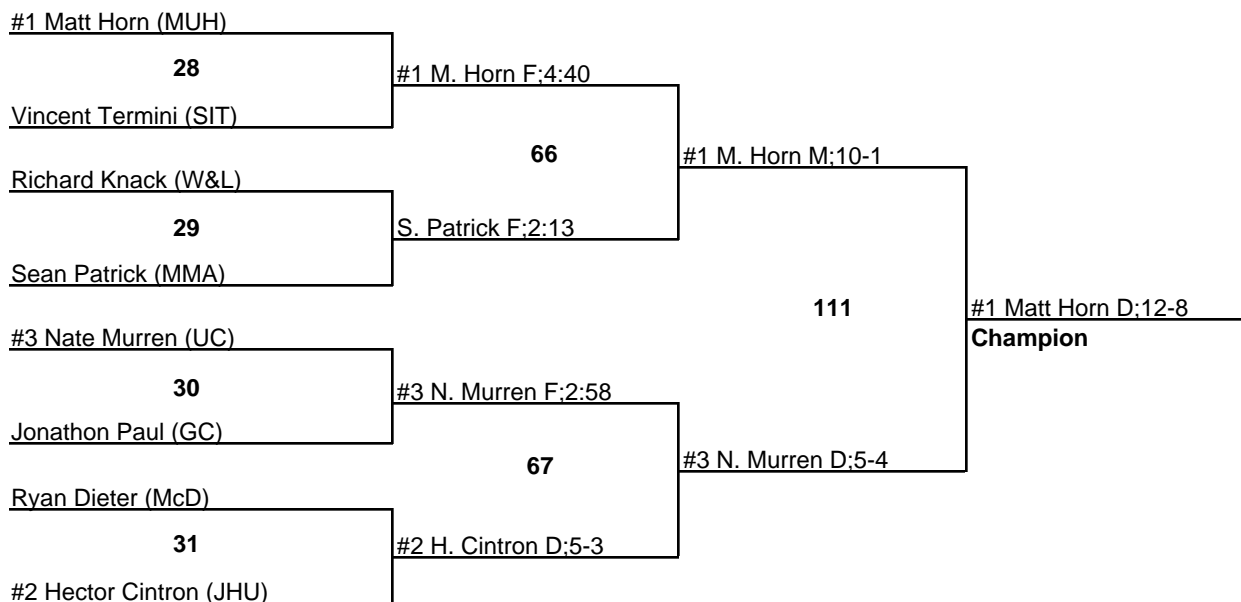 #1 Matt Horn (MUH)
28
#1 M. Horn F;4:40
Vincent Termini (SIT)
66
#1 M. Horn M;10-1
Richard Knack (W&L)
29
S. Patrick F;2:13
Sean Patrick (MMA)
111
#1 Matt Horn D;12-8
Champion
#3 Nate Murren (UC)
30
#3 N. Murren F;2:58
Jonathon Paul (GC)
67
#3 N. Murren D;5-4
Ryan Dieter (McD)
31
#2 H. Cintron D;5-3
#2 Hector Cintron (JHU)